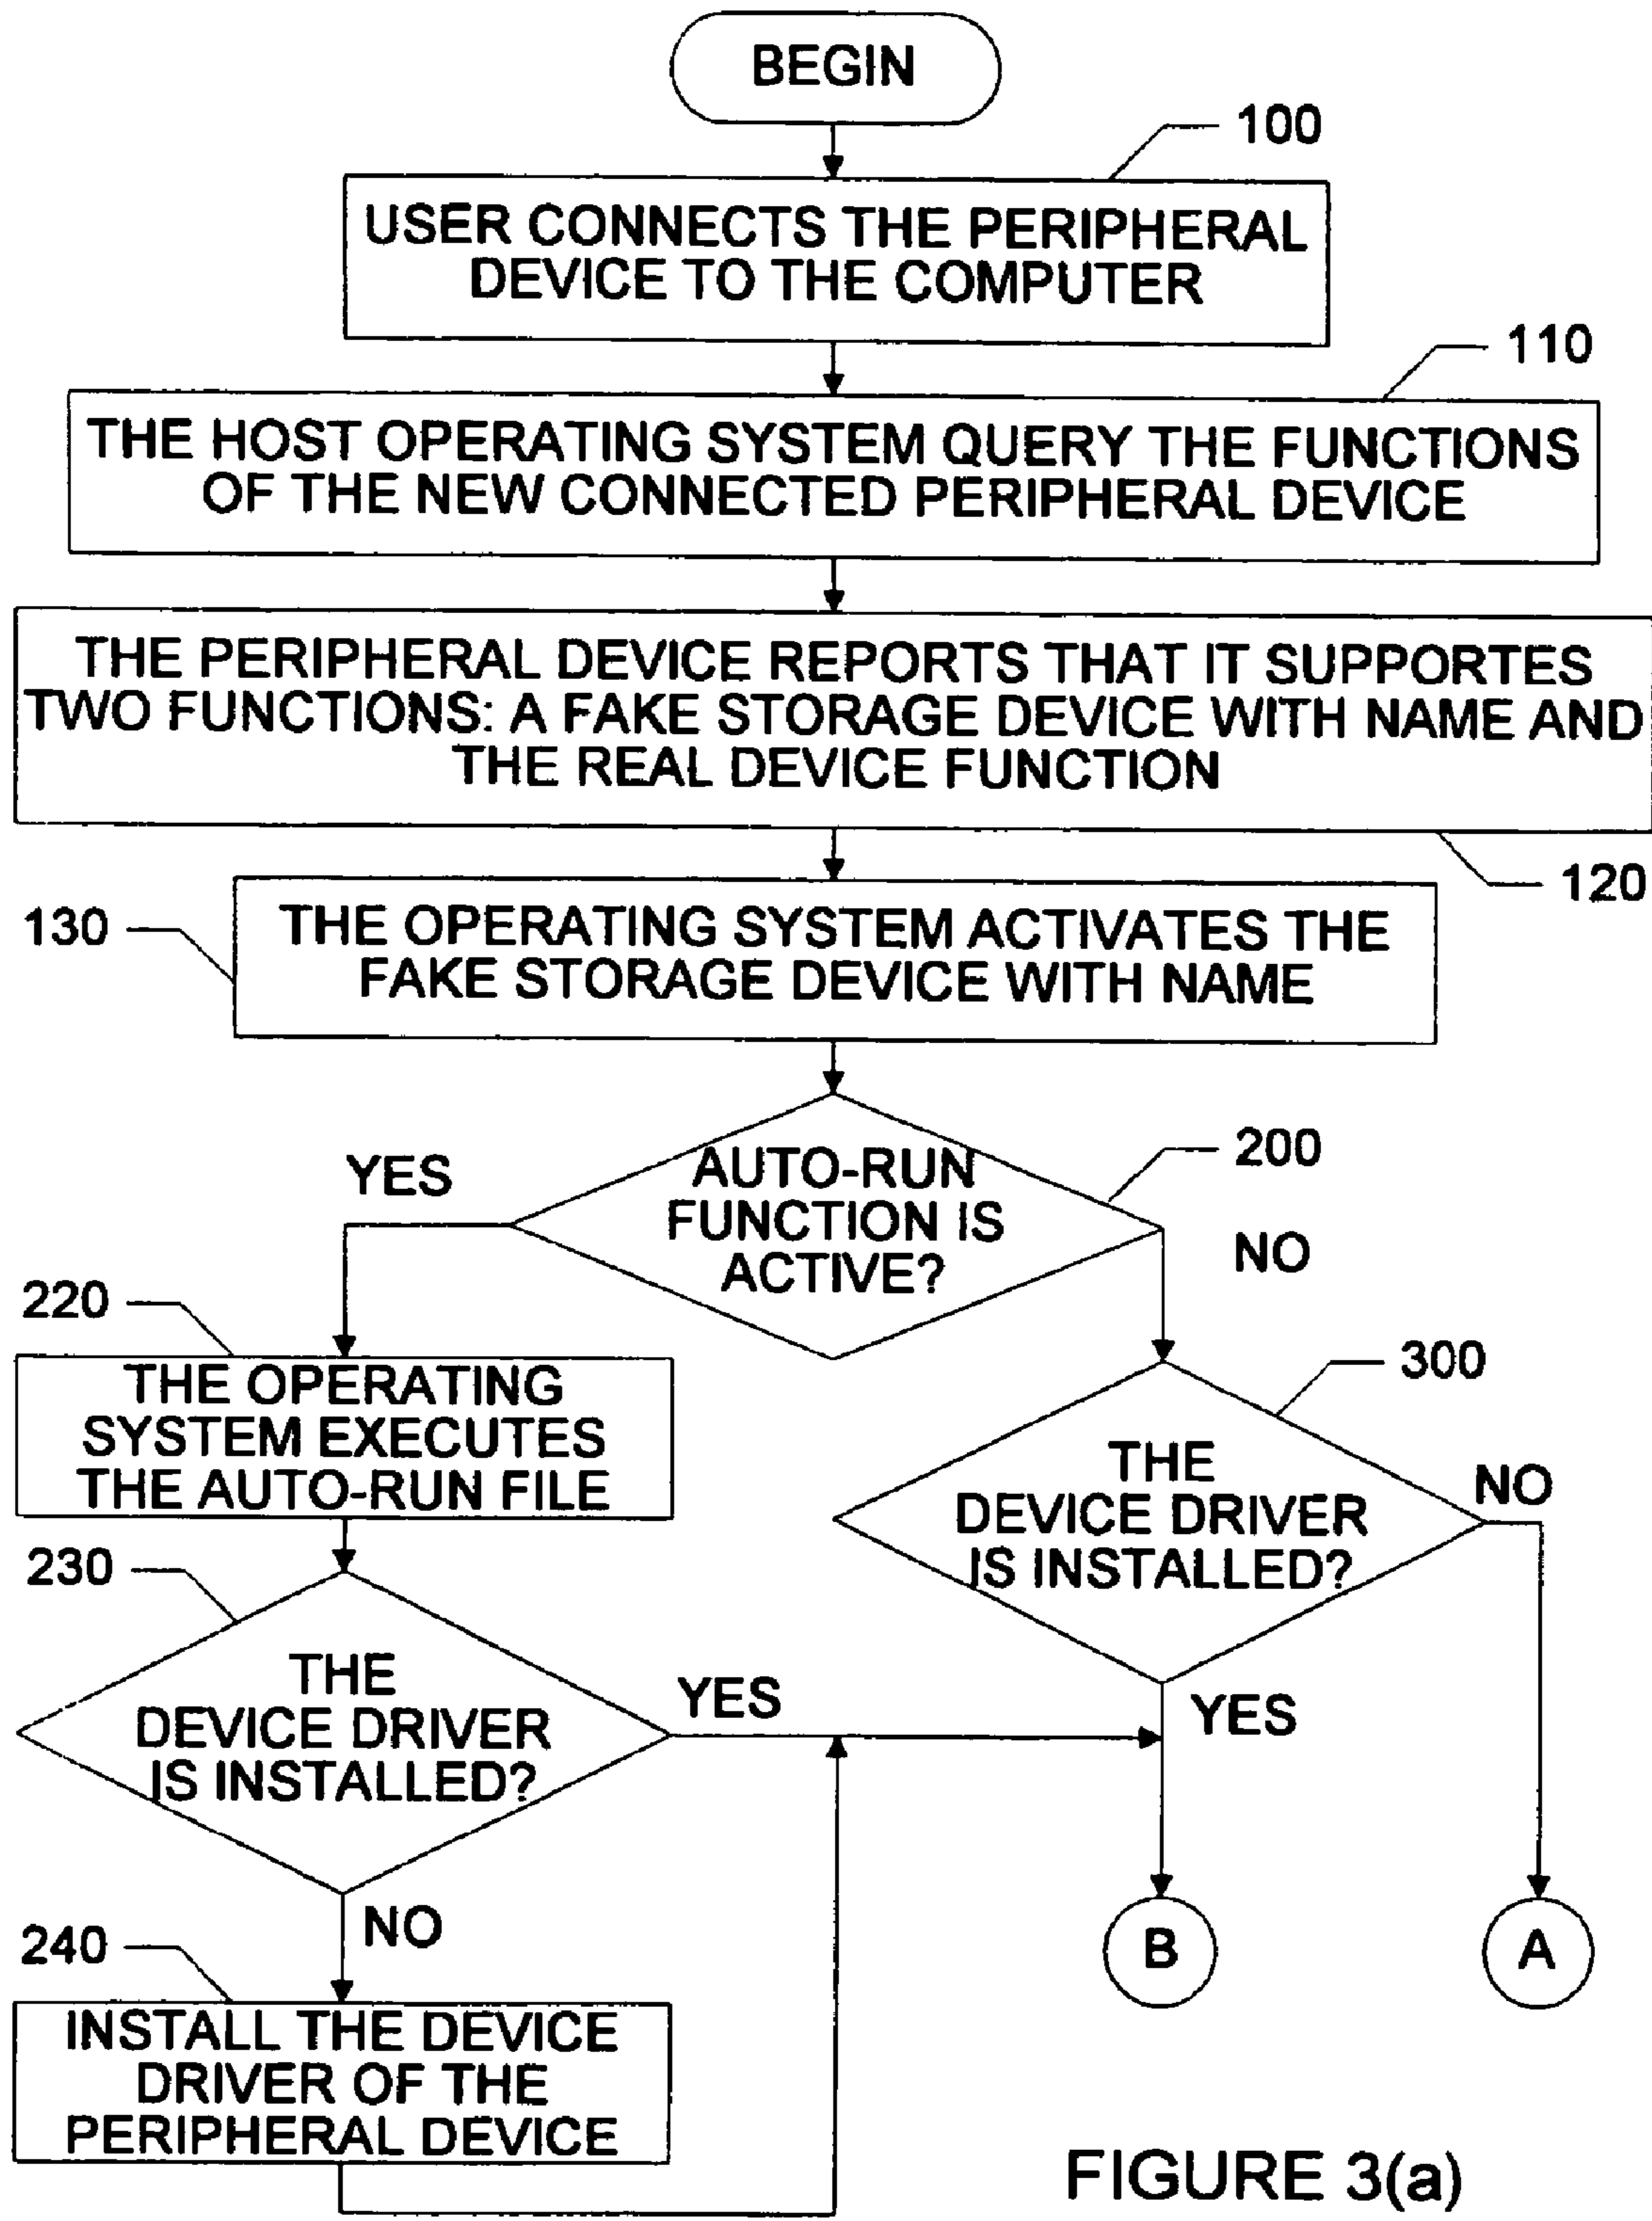 BEGIN
100
USER CONNECTS THE PERIPHERAL
DEVICE TO THE COMPUTER
110
THE HOST OPERATING SYSTEM QUERY THE FUNCTIONS
OF THE NEW CONNECTED PERIPHERAL DEVICE
THE PERIPHERAL DEVICE REPORTS THAT IT SUPPORTES
TWO FUNCTIONS: A FAKE STORAGE DEVICE WITH NAME AND
THE REAL DEVICE FUNCTION
120
130
THE OPERATING SYSTEM ACTIVATES THE
FAKE STORAGE DEVICE WITH NAME
200
YES
AUTO-RUN
FUNCTION IS
ACTIVE?
NO
220
THE OPERATING
SYSTEM EXECUTES
THE AUTO-RUN FILE
300
THE
DEVICE DRIVER
IS INSTALLED?
NO
230
THE
DEVICE DRIVER
IS INSTALLED?
YES
YES
NO
240
INSTALL THE DEVICE
DRIVER OF THE
PERIPHERAL DEVICE
B
A
FIGURE 3(a)